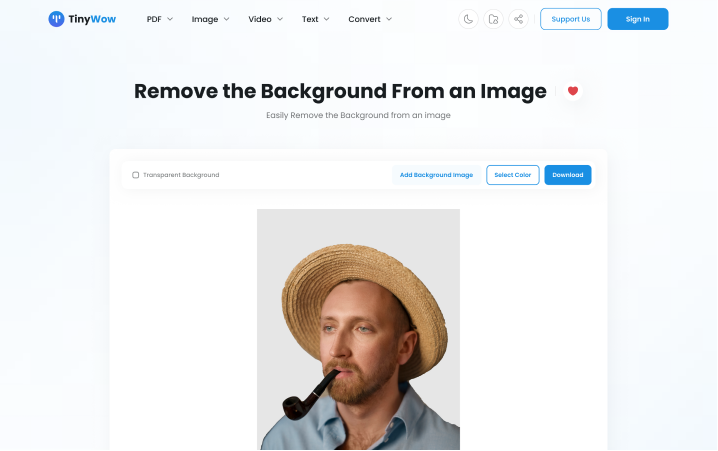 TinyWow PDF Image Video Text Convert Support Us Sign In
Remove the Background From an Image
Easily Remove the Background from an image
Transparent Background Add Background Image Select Color Download